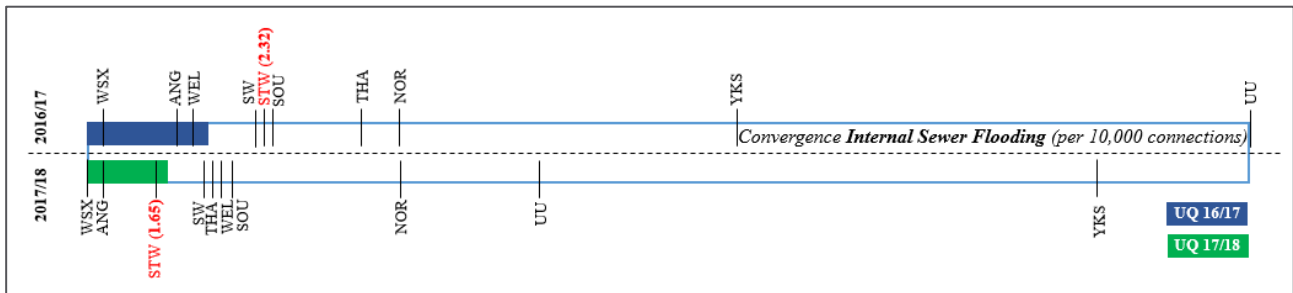 2016/17
WSX
ANG
WEL
SW
STW (2.32)
SOU
THA
NOR
YKS
UU
Convergence Internal Sewer Flooding (per 10,000 connections)
2017/18
WSX
ANG
STW (1.65)
SW
THA
WEL
SOU
NOR
UU
YKS
UQ 16/17
UQ 17/18